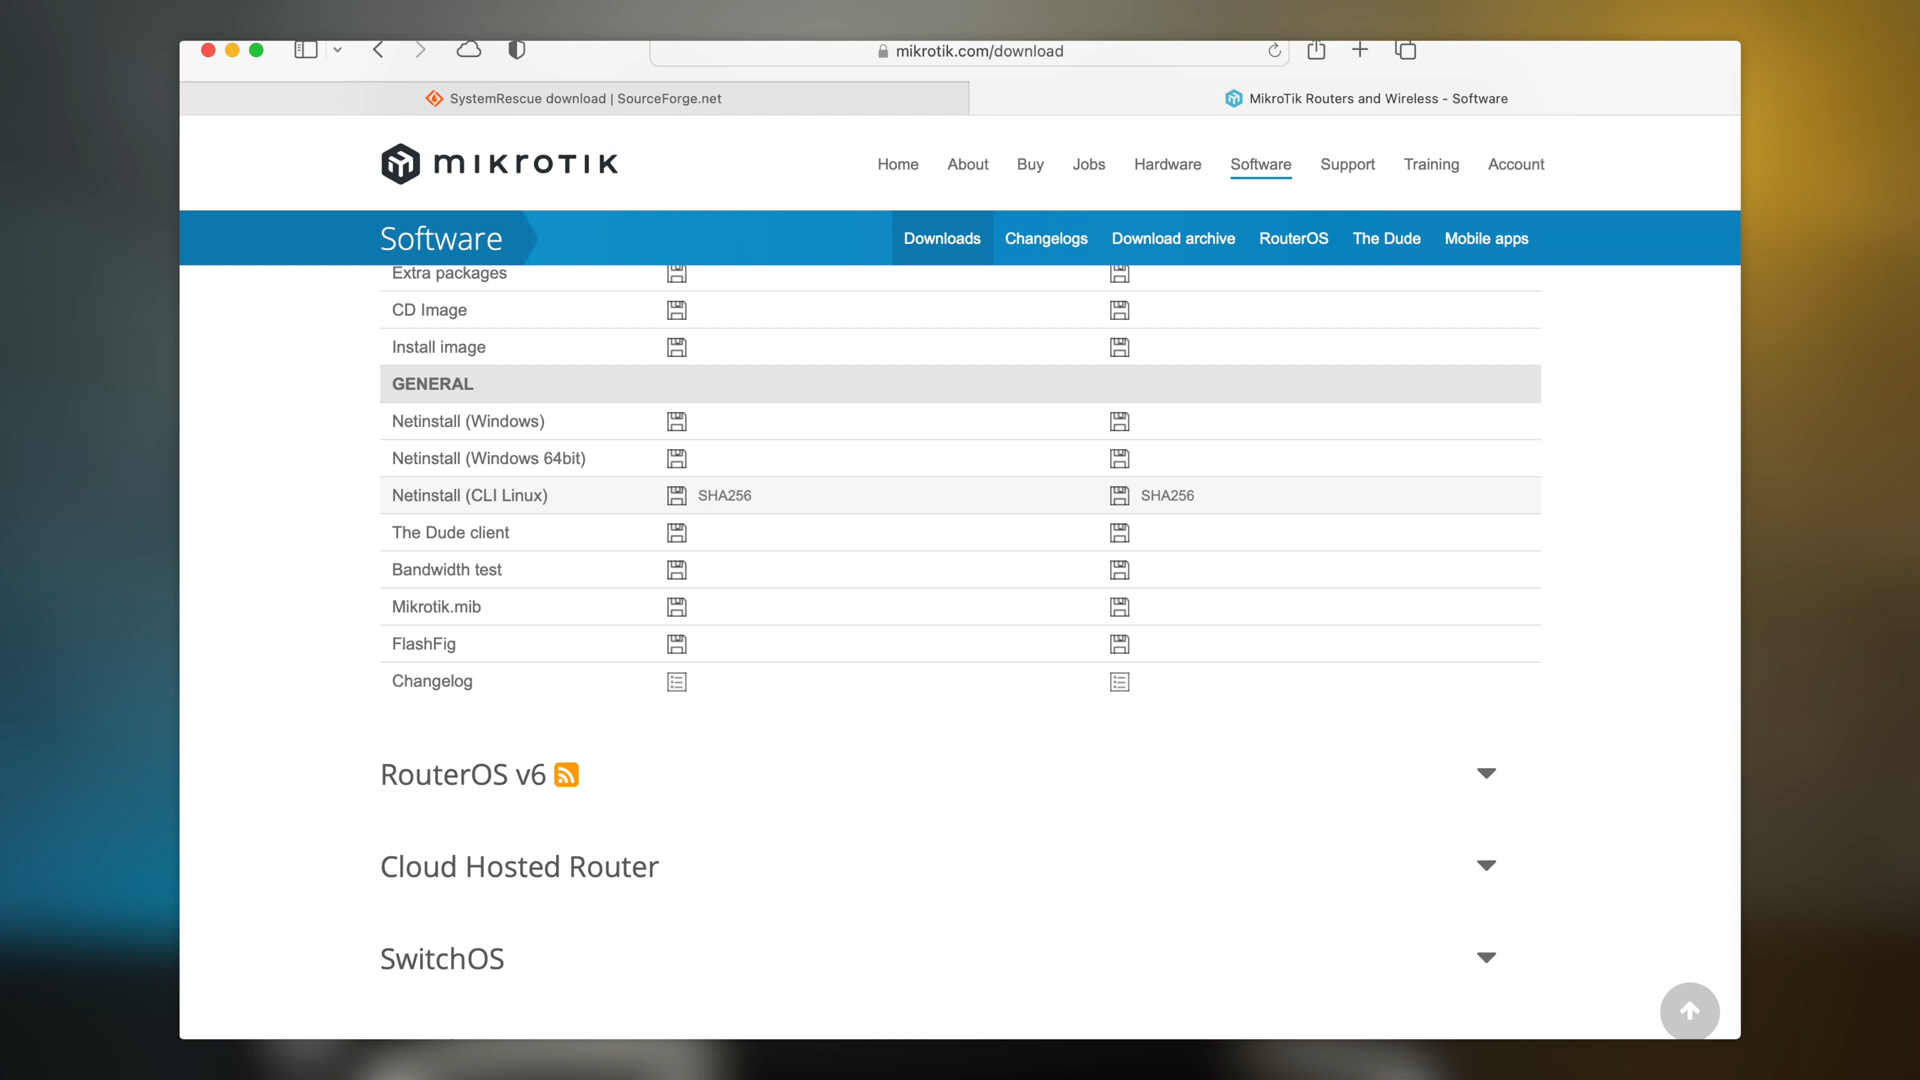 mikrotik.com/download
SystemRescue download | SourceForge.net
MikroTik Routers and Wireless - Software
mikrotik
Home About Buy Jobs Hardware Software Support Training Account
Software
Downloads Changelogs Download archive RouterOS The Dude Mobile apps
Extra packages
CD Image
Install image
GENERAL
Netinstall (Windows)
Netinstall (Windows 64bit)
Netinstall (CLI Linux) SHA256 SHA256
The Dude client
Bandwidth test
Mikrotik.mib
FlashFig
Changelog
RouterOS v6
Cloud Hosted Router
SwitchOS